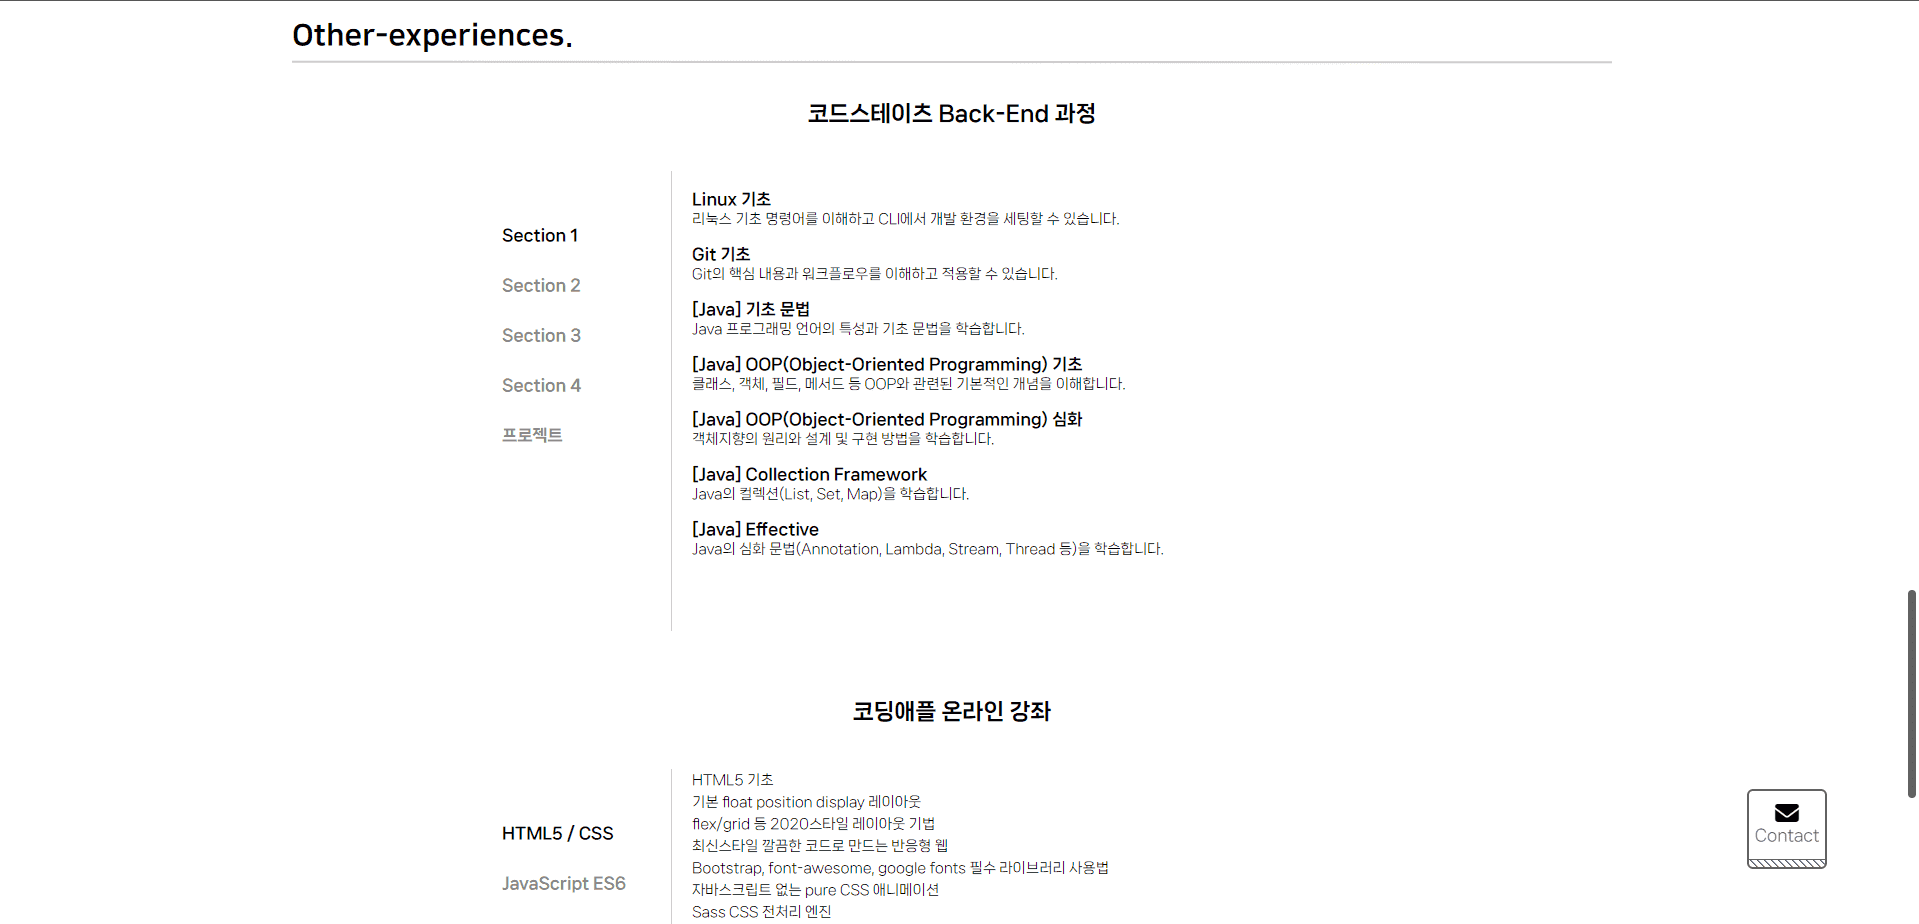 Other-experiences.
코드스테이츠 Back-End 과정
Section 1
Section 2
Section 3
Section 4
프로젝트
Linux 기초
리눅스 기초 명령어를 이해하고 CLI에서 개발 환경을 세팅할 수 있습니다.
Git 기초
Git의 핵심 내용과 워크플로우를 이해하고 적용할 수 있습니다.
[Java] 기초 문법
Java 프로그래밍 언어의 특성과 기초 문법을 학습합니다.
[Java] OOP(Object-Oriented Programming) 기초
클래스, 객체, 필드, 메서드 등 OOP와 관련된 기본적인 개념을 이해합니다.
[Java] OOP(Object-Oriented Programming) 심화
객체지향의 원리와 설계 및 구현 방법을 학습합니다.
[Java] Collection Framework
Java의 컬렉션(List, Set, Map)을 학습합니다.
[Java] Effective
Java의 심화 문법(Annotation, Lambda, Stream, Thread 등)을 학습합니다.
코딩애플 온라인 강좌
HTML5 / CSS
JavaScript ES6
HTML5 기초
기본 float position display 레이아웃
flex/grid 등 2020스타일 레이아웃 기법
최신스타일 깔끔한 코드로 만드는 반응형 웹
Bootstrap, font-awesome, google fonts 필수 라이브러리 사용법
자바스크립트 없는 pure CSS 애니메이션
Sass CSS 전처리 엔진
Contact